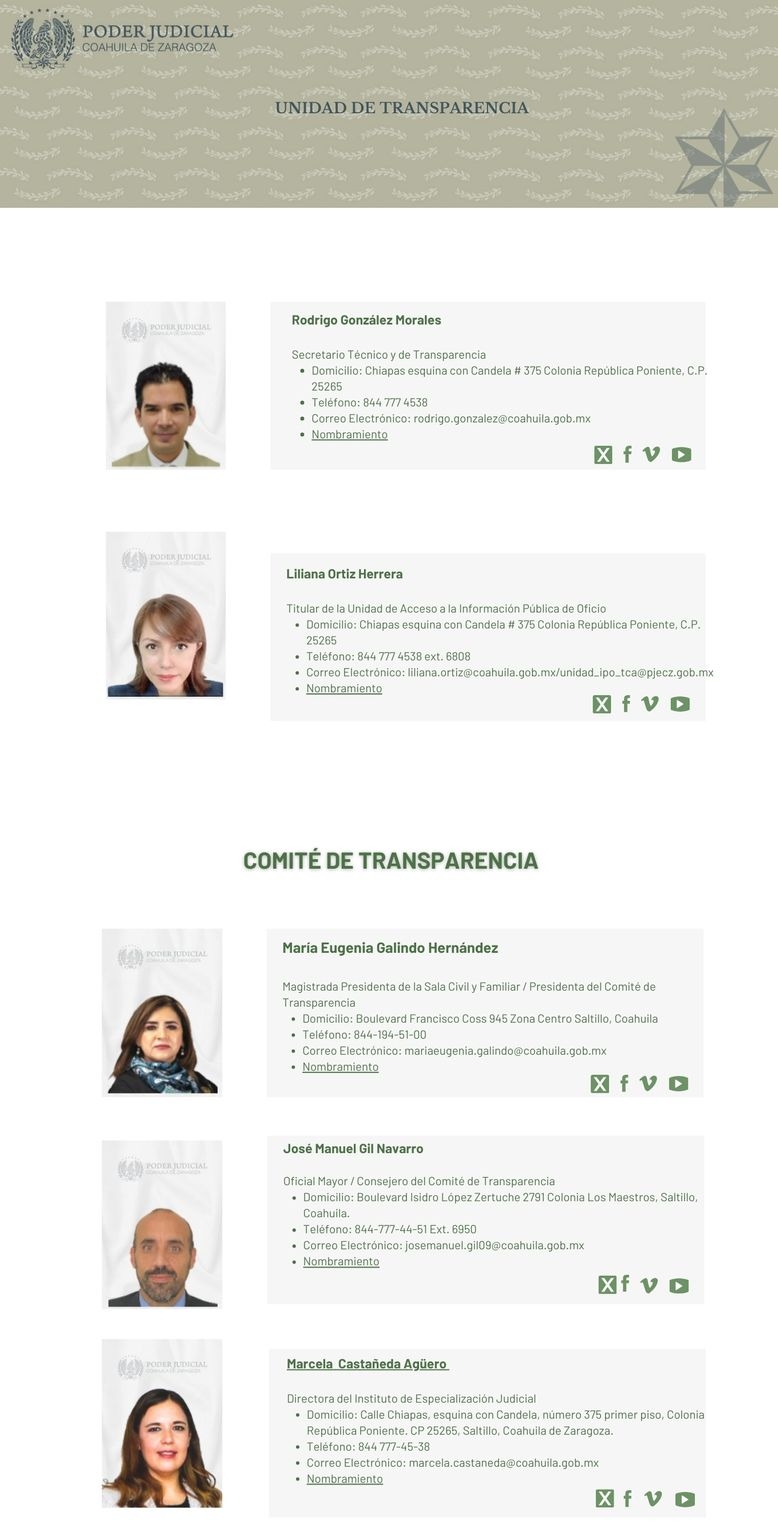 PODER JUDICIAL
COAHUILA DE ZARAGOZA
UNIDAD DE TRANSPARENCIA
PODER JUDICIAL
COAHUILA DE ZARAGOZA
Rodrigo González Morales
Secretario Técnico y de Transparencia
• Domicilio: Chiapas esquina con Candela # 375 Colonia República Poniente, C.P.
25265
• Teléfono: 844 777 4538
• Correo Electrónico: rodrigo.gonzalez@coahuila.gob.mx
• Nombramiento
PODER JUDICIAL
COAHUILA DE ZARAGOZA
Liliana Ortiz Herrera
Titular de la Unidad de Acceso a la Información Pública de Oficio
• Domicilio: Chiapas esquina con Candela # 375 Colonia República Poniente, C.P.
25265
• Teléfono: 844 777 4538 ext. 6808
• Correo Electrónico: liliana.ortiz@coahuila.gob.mx/unidad_ipo_tca@pjecz.gob.mx
• Nombramiento
COMITÉ DE TRANSPARENCIA
PODER JUDICIAL
COAHUILA DE ZARAGOZA
María Eugenia Galindo Hernández
Magistrada Presidenta de la Sala Civil y Familiar / Presidenta del Comité de
Transparencia
• Domicilio: Boulevard Francisco Coss 945 Zona Centro Saltillo, Coahuila
• Teléfono: 844-194-51-00
• Correo Electrónico: mariaeugenia.galindo@coahuila.gob.mx
• Nombramiento
PODER JUDICIAL
COAHUILA DE ZARAGOZA
José Manuel Gil Navarro
Oficial Mayor / Consejero del Comité de Transparencia
• Domicilio: Boulevard Isidro López Zertuche 2791 Colonia Los Maestros, Saltillo,
Coahuila.
• Teléfono: 844-777-44-51 Ext. 6950
• Correo Electrónico: josemanuel.gil09@coahuila.gob.mx
• Nombramiento
PODER JUDICIAL
COAHUILA DE ZARAGOZA
Marcela Castañeda Agüero
Directora del Instituto de Especialización Judicial
• Domicilio: Calle Chiapas, esquina con Candela, número 375 primer piso, Colonia
República Poniente. CP 25265, Saltillo, Coahuila de Zaragoza.
• Teléfono: 844 777-45-38
• Correo Electrónico: marcela.castaneda@coahuila.gob.mx
• Nombramiento